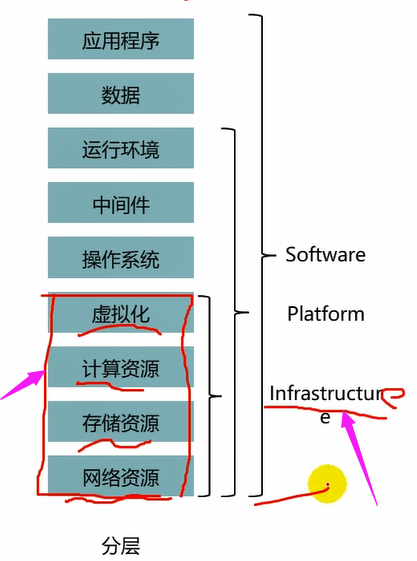 应用程序
数据
运行环境
中间件
操作系统
Software
虚拟化
Platform
计算资源
Infrastructur
e
存储资源
网络资源
分层